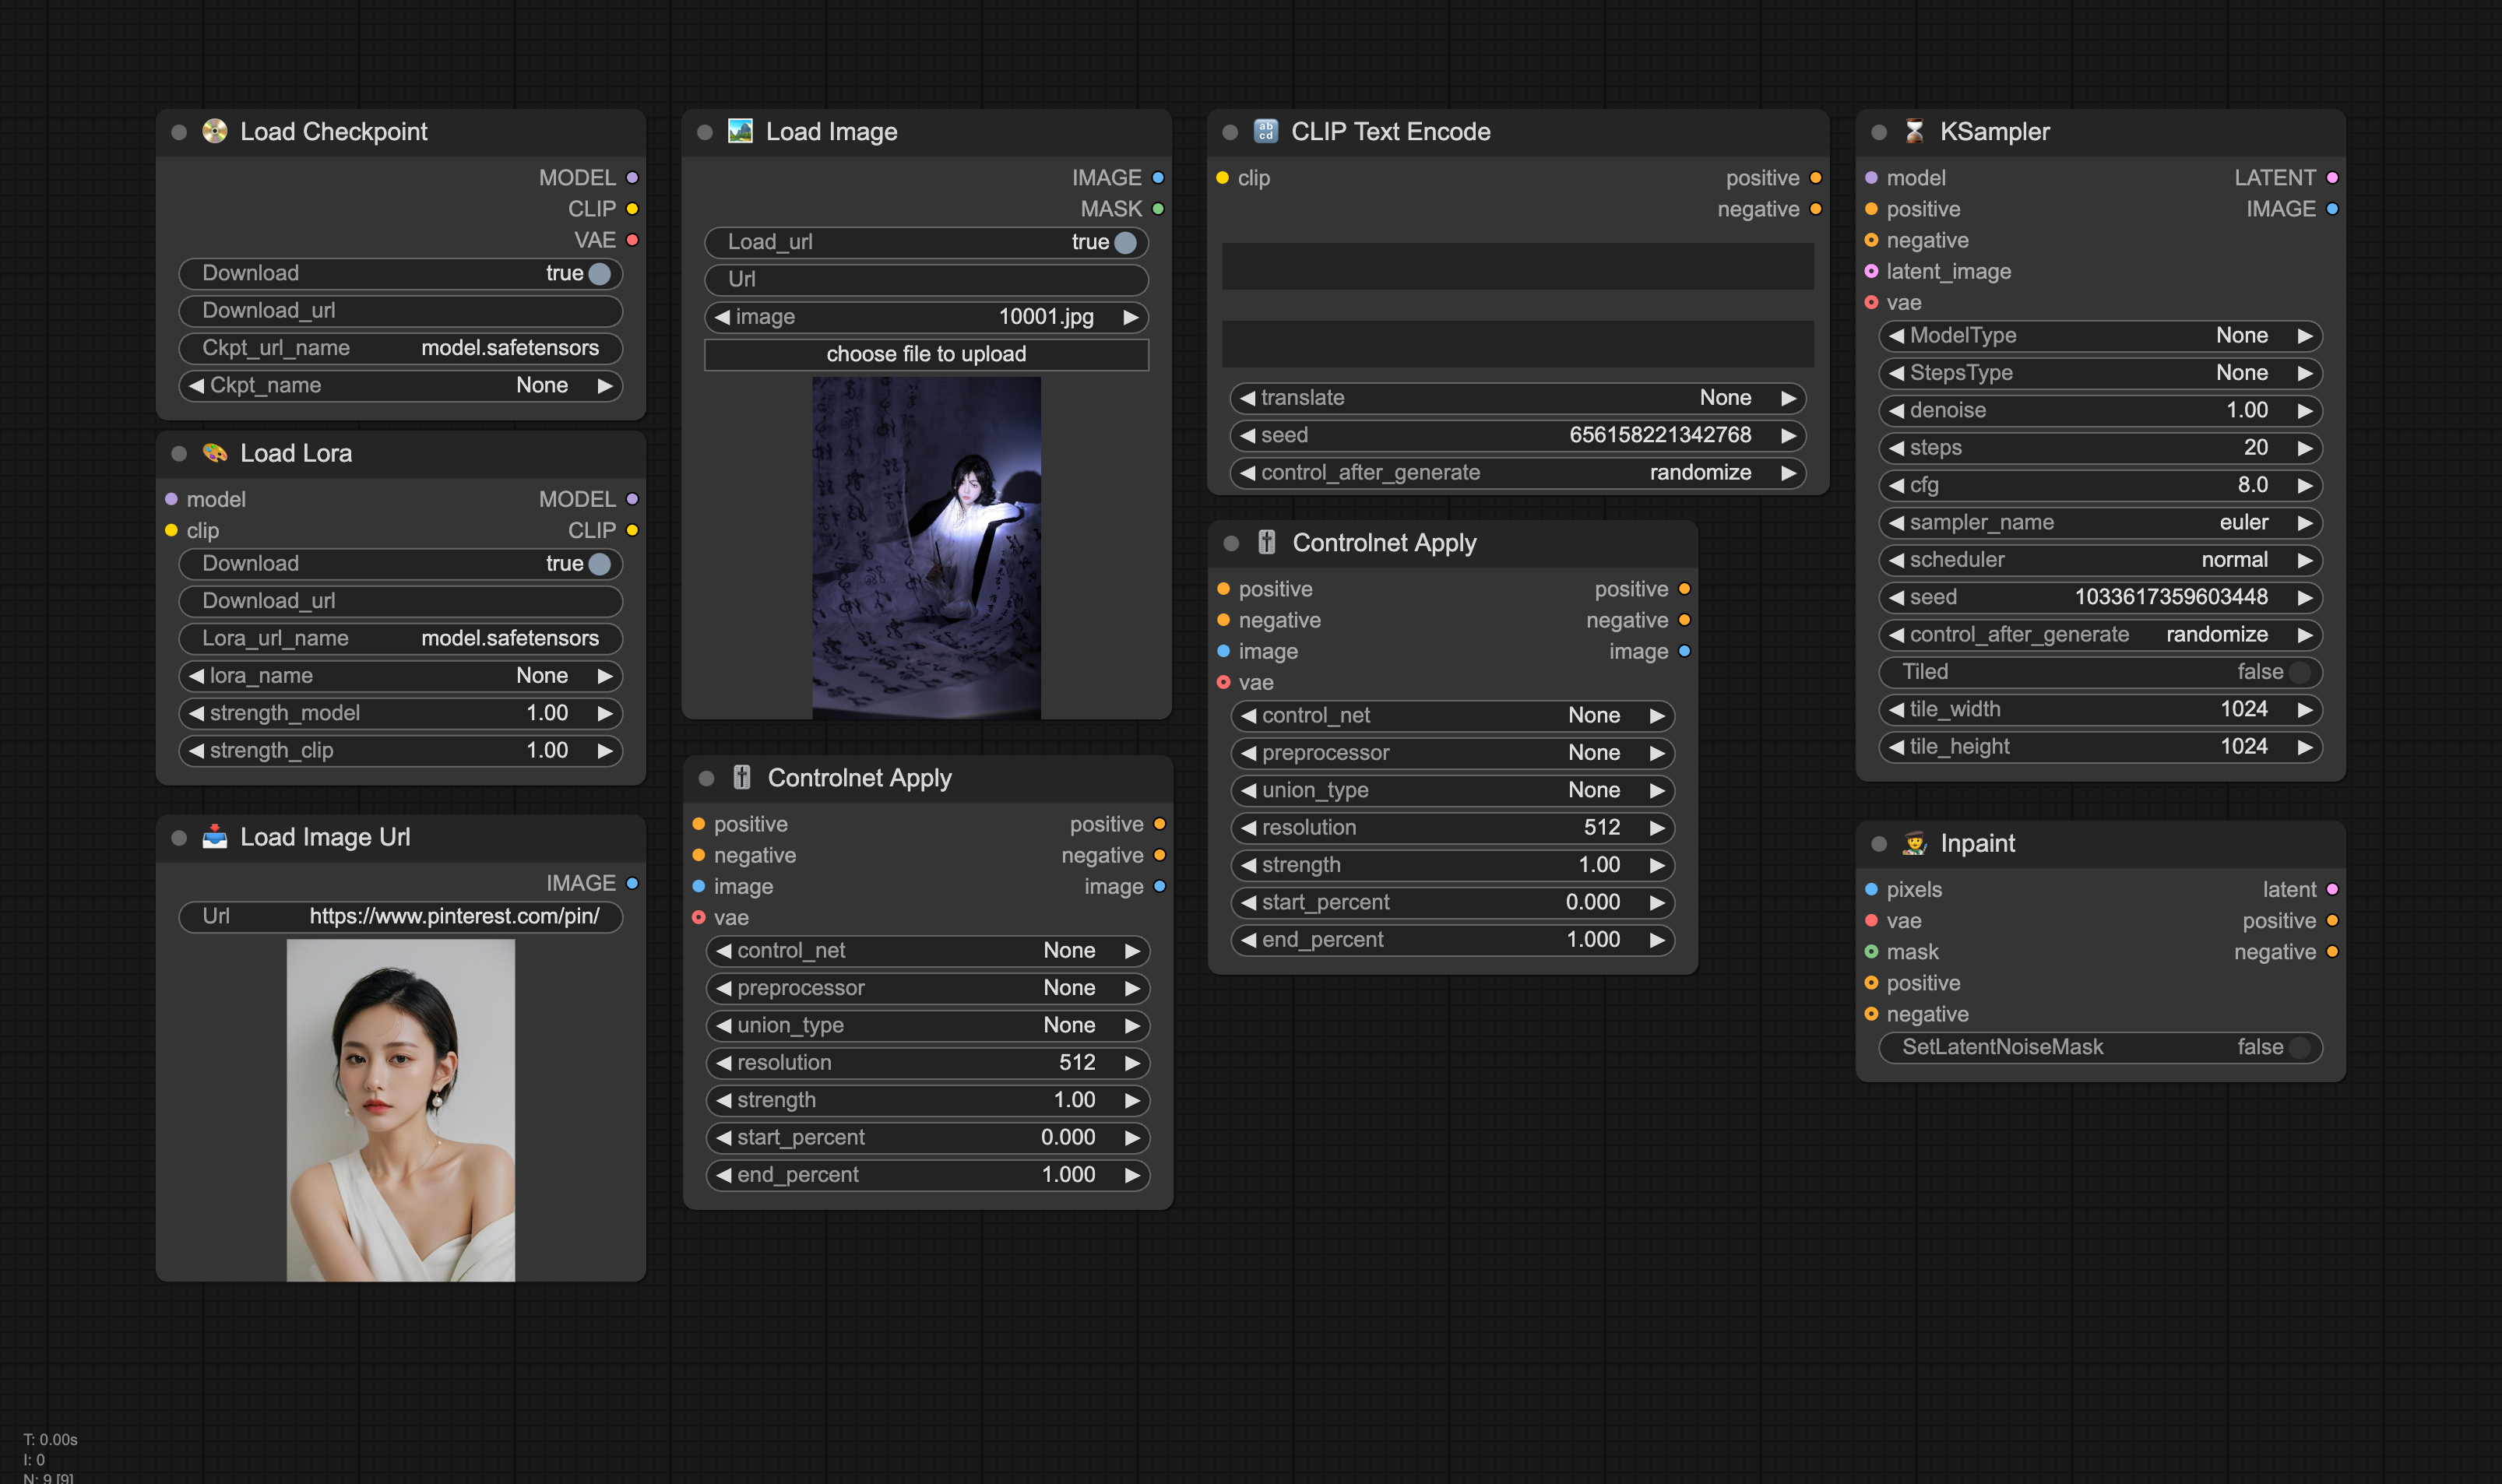 Load Checkpoint
MODEL
CLIP
VAE
Download true
Download_url
Ckpt_url_name model.safetensors
Ckpt_name None
Load Lora
model MODEL
clip CLIP
Download true
Download_url
Lora_url_name model.safetensors
lora_name None
strength_model 1.00
strength_clip 1.00
Load Image Url
IMAGE
Url https://www.pinterest.com/pin/
Load Image
IMAGE
MASK
Load_url true
Url
image 10001.jpg
choose file to upload
Controlnet Apply
positive positive
negative negative
image image
vae
control_net None
preprocessor None
union_type None
resolution 512
strength 1.00
start_percent 0.000
end_percent 1.000
ab
cd
CLIP Text Encode
clip positive
negative
translate None
seed 656158221342768
control_after_generate randomize
Controlnet Apply
positive positive
negative negative
image image
vae
control_net None
preprocessor None
union_type None
resolution 512
strength 1.00
start_percent 0.000
end_percent 1.000
KSampler
model LATENT
positive IMAGE
negative
latent_image
vae
ModelType None
StepsType None
denoise 1.00
steps 20
cfg 8.0
sampler_name euler
scheduler normal
seed 1033617359603448
control_after_generate randomize
Tiled false
tile_width 1024
tile_height 1024
Inpaint
pixels latent
vae positive
mask negative
positive
negative
SetLatentNoiseMask false
T: 0.00s
I: 0
N: 9 [9]